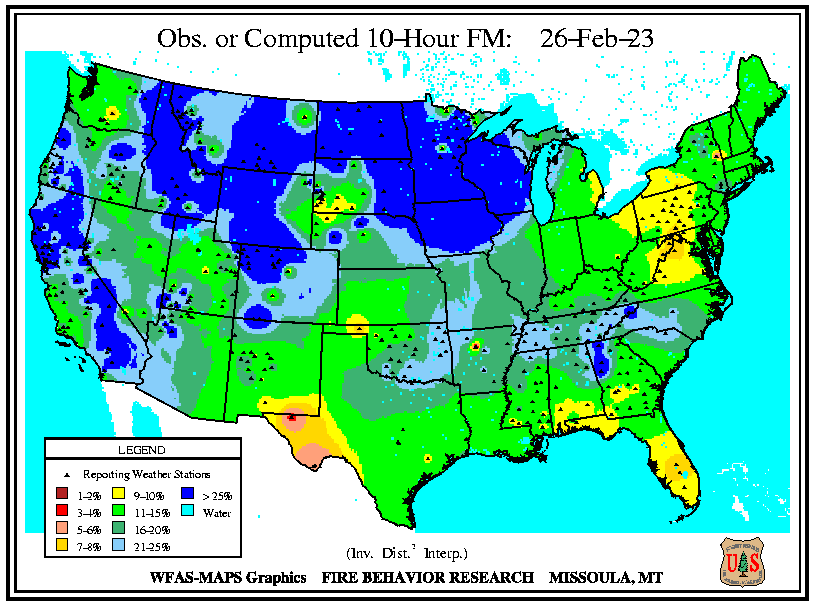 Obs. or Computed 10-Hour FM: 26-Feb-23
LEGEND
Reporting Weather Stations
1-2%
3-4%
5-6%
7-8%
9-10%
11-15%
16-20%
21-25%
> 25%
Water
(Inv. Dist.² Interp.)
WFAS-MAPS Graphics FIRE BEHAVIOR RESEARCH MISSOULA, MT
U S